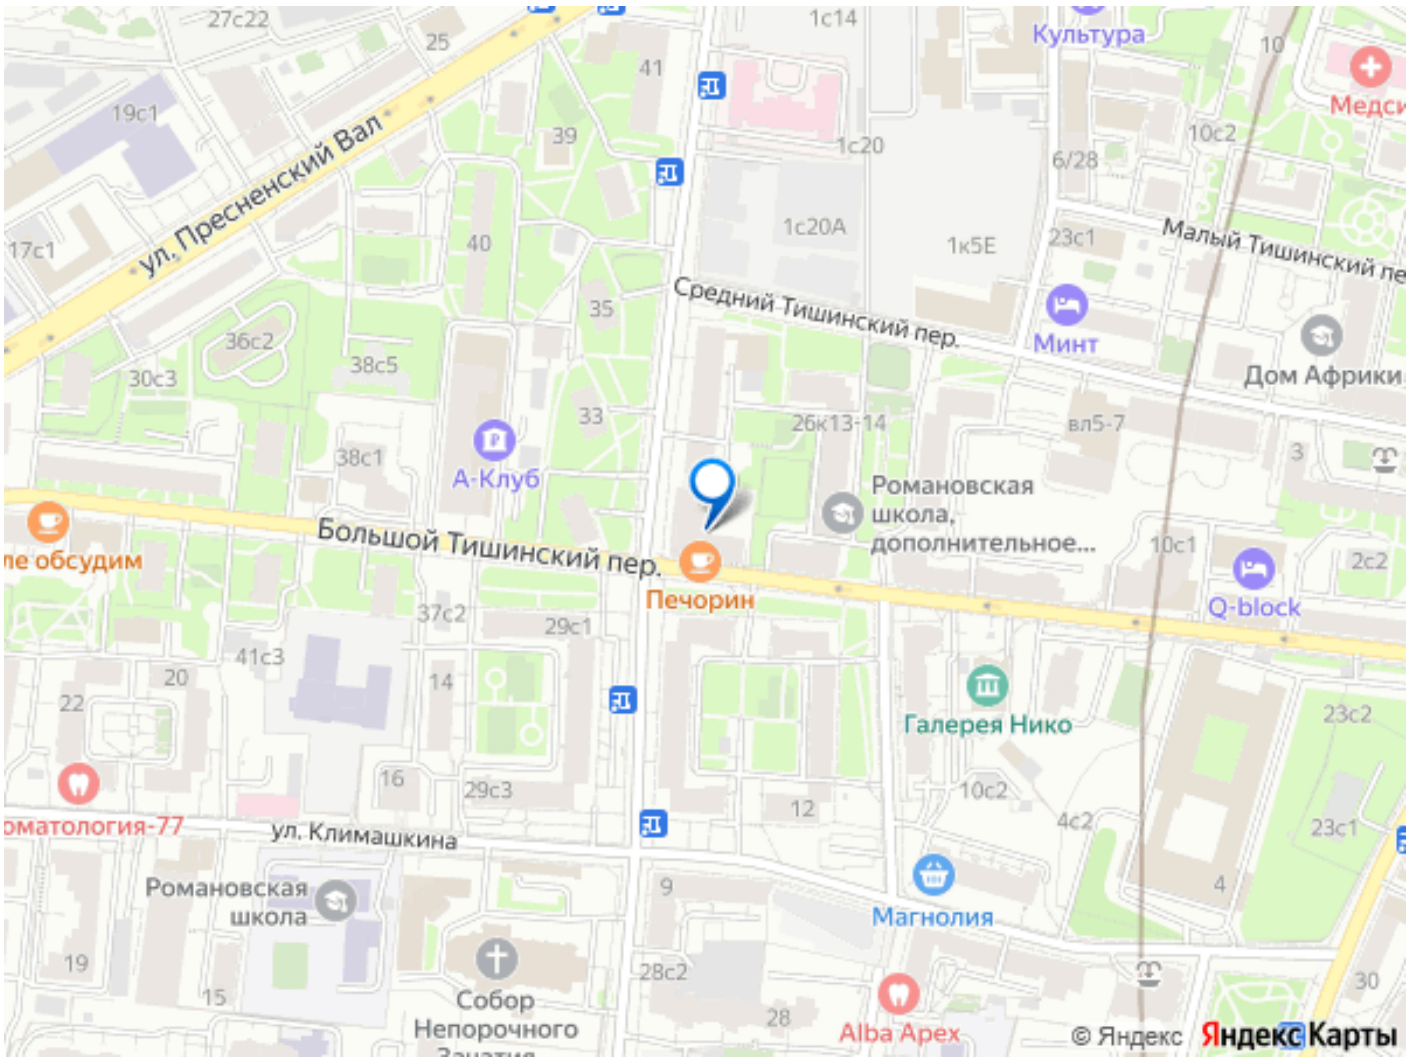 27с22
25
1с14
Культура
10
41
Медси
19с1
39
1с20
10с2
6/28
ул. Пресненский Вал
17с1
40
1с20А
1к5Е
23с1
Малый Тишинский пе
Средний Тишинский пер.
35
36с2
Минт
30с3
38с5
Дом Африки
33
26к13-14
вл5-7
38с1
А-Клуб
3
Романовская
школа,
дополнительное...
Большой Тишинский пер.
10с1
ле обсудим
2с2
Печорин
Q-block
37с2
29с1
41с3
20
14
22
Галерея Нико
23с2
16
29с3
12
10с2
4с2
оматология-77
ул. Климашкина
23с1
Романовская
школа
9
4
Магнолия
19
15
28с2
30
Собор
Непорочного
Зачатия
28
Alba Apex
© Яндекс Яндекс Карты